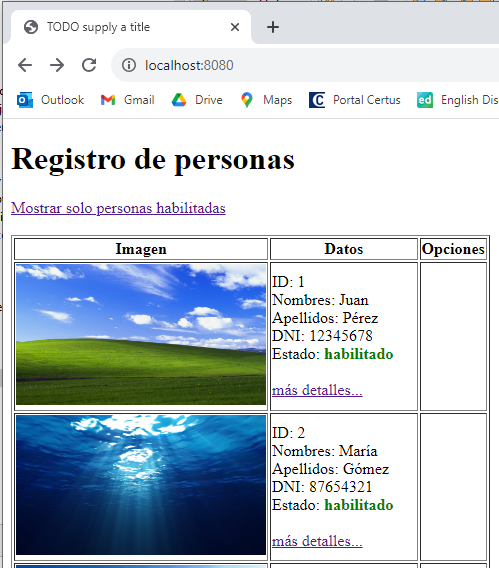 TODO supply a title
localhost:8080
Outlook
Gmail
Drive
Maps
Portal Certus
English Dis
Registro de personas
Mostrar solo personas habilitadas
Imagen Datos Opciones
ID: 1
Nombres: Juan
Apellidos: Pérez
DNI: 12345678
Estado: habilitado
más detalles...
ID: 2
Nombres: María
Apellidos: Gómez
DNI: 87654321
Estado: habilitado
más detalles...